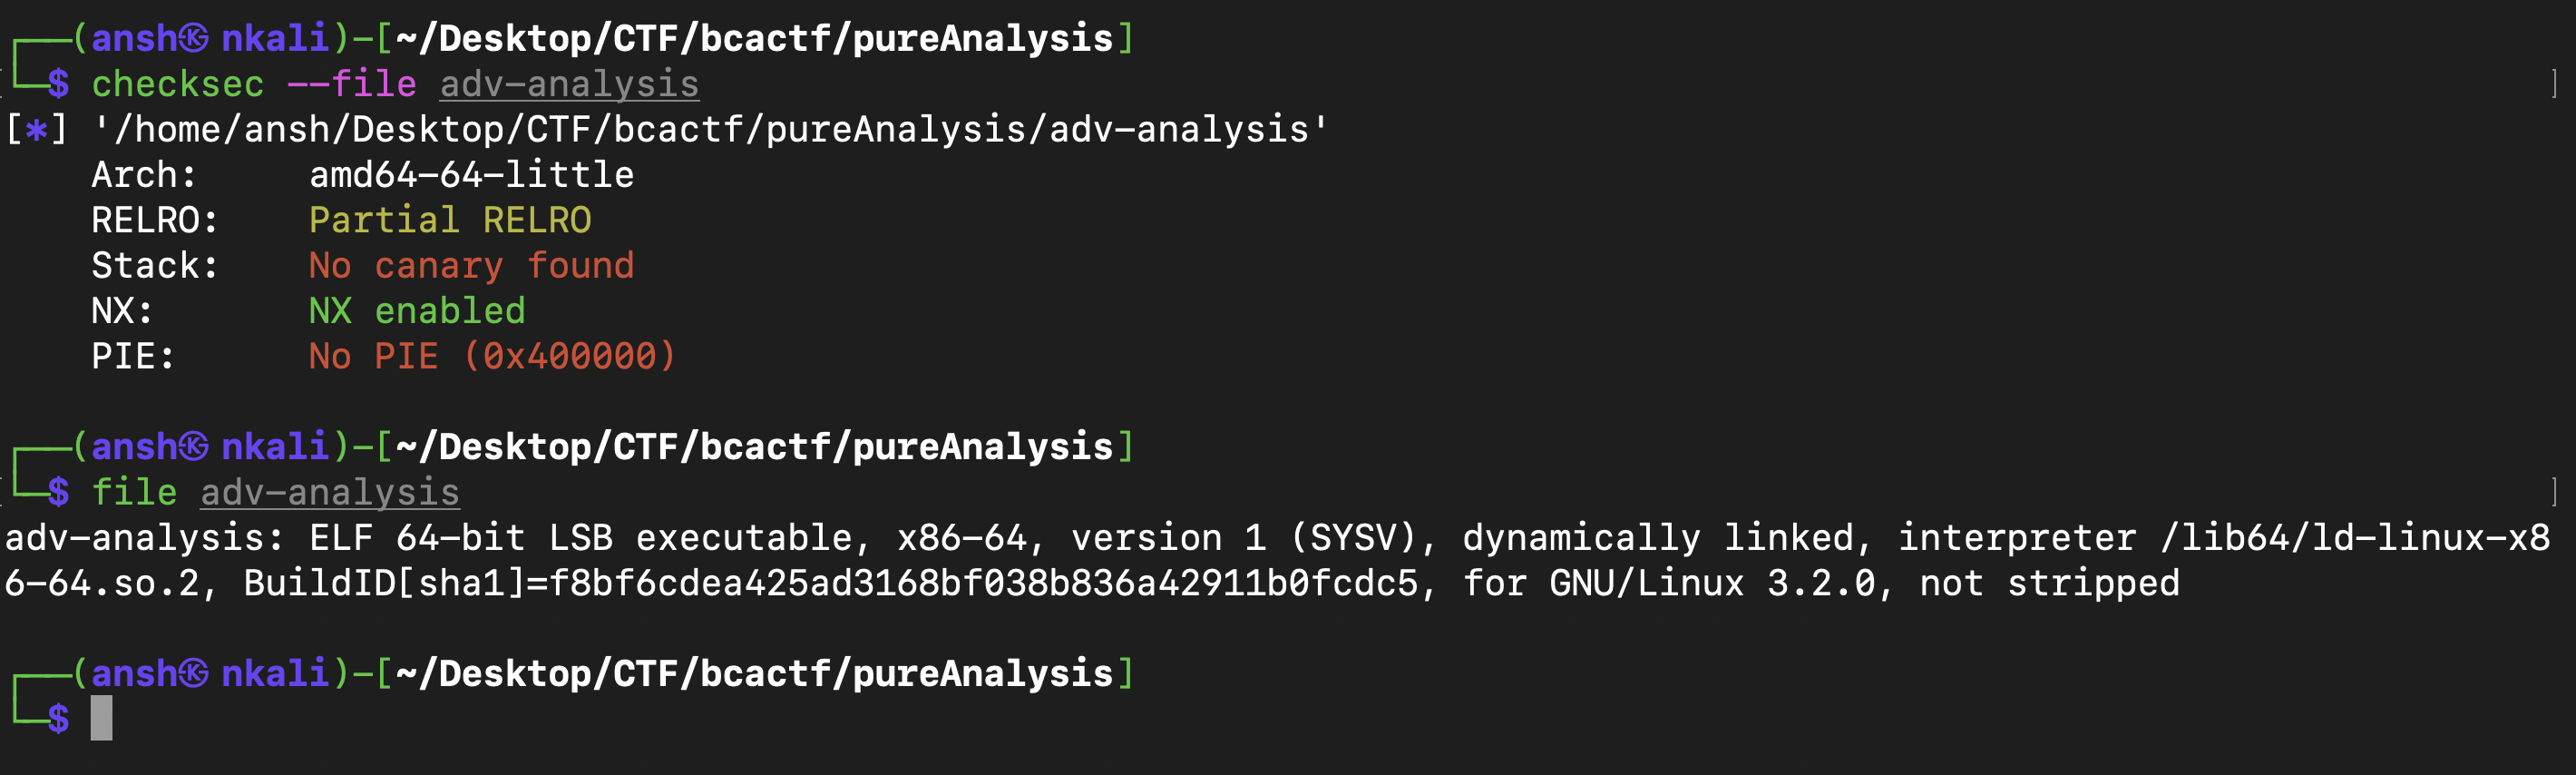 ┌──(ansh㉿nkali)-[~/Desktop/CTF/bcactf/pureAnalysis]
└─$ checksec --file adv-analysis
[*] '/home/ansh/Desktop/CTF/bcactf/pureAnalysis/adv-analysis'
    Arch:     amd64-64-little
    RELRO:    Partial RELRO
    Stack:    No canary found
    NX:       NX enabled
    PIE:      No PIE (0x400000)
┌──(ansh㉿nkali)-[~/Desktop/CTF/bcactf/pureAnalysis]
└─$ file adv-analysis
adv-analysis: ELF 64-bit LSB executable, x86-64, version 1 (SYSV), dynamically linked, interpreter /lib64/ld-linux-x8
6-64.so.2, BuildID[sha1]=f8bf6cdea425ad3168bf038b836a42911b0fcdc5, for GNU/Linux 3.2.0, not stripped
┌──(ansh㉿nkali)-[~/Desktop/CTF/bcactf/pureAnalysis]
└─$